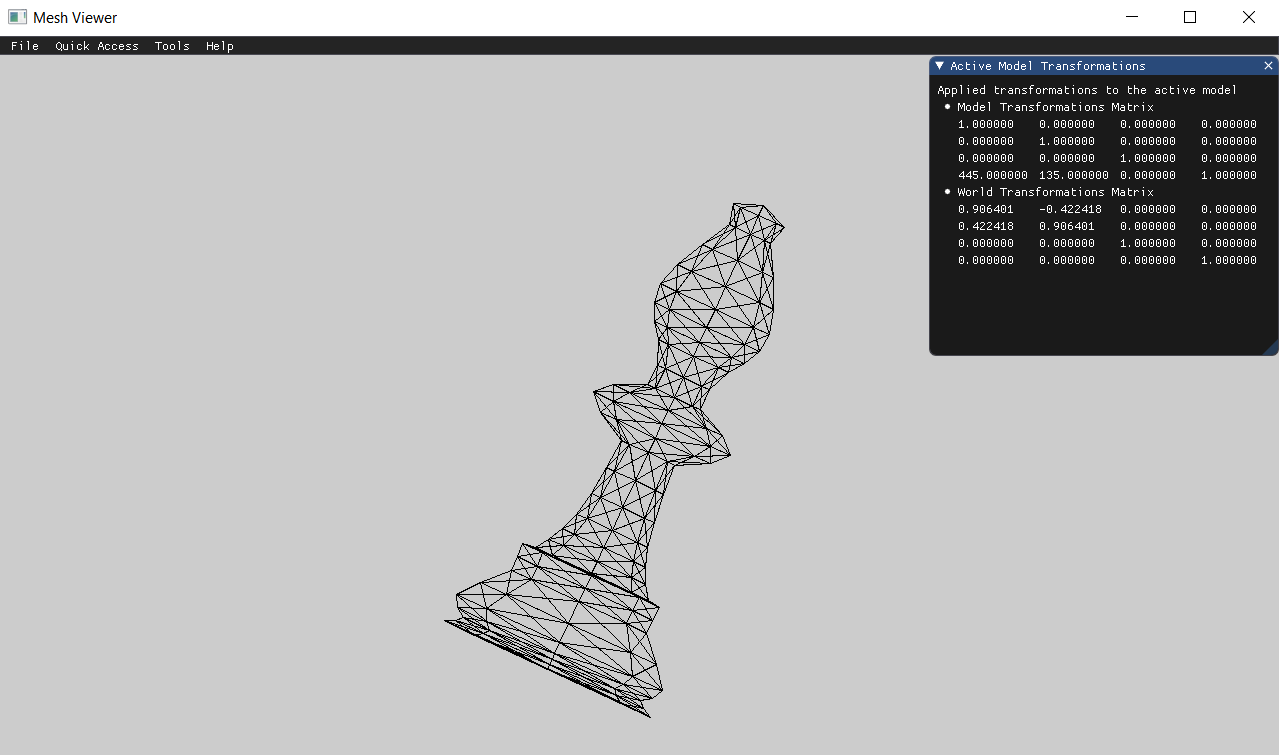 Mesh Viewer
File Quick Access Tools Help
Active Model Transformations
Applied transformations to the active model
Model Transformations Matrix
1.000000 0.000000 0.000000 0.000000
0.000000 1.000000 0.000000 0.000000
0.000000 0.000000 1.000000 0.000000
445.000000 135.000000 0.000000 1.000000
World Transformations Matrix
0.906401 -0.422418 0.000000 0.000000
0.422418 0.906401 0.000000 0.000000
0.000000 0.000000 1.000000 0.000000
0.000000 0.000000 0.000000 1.000000